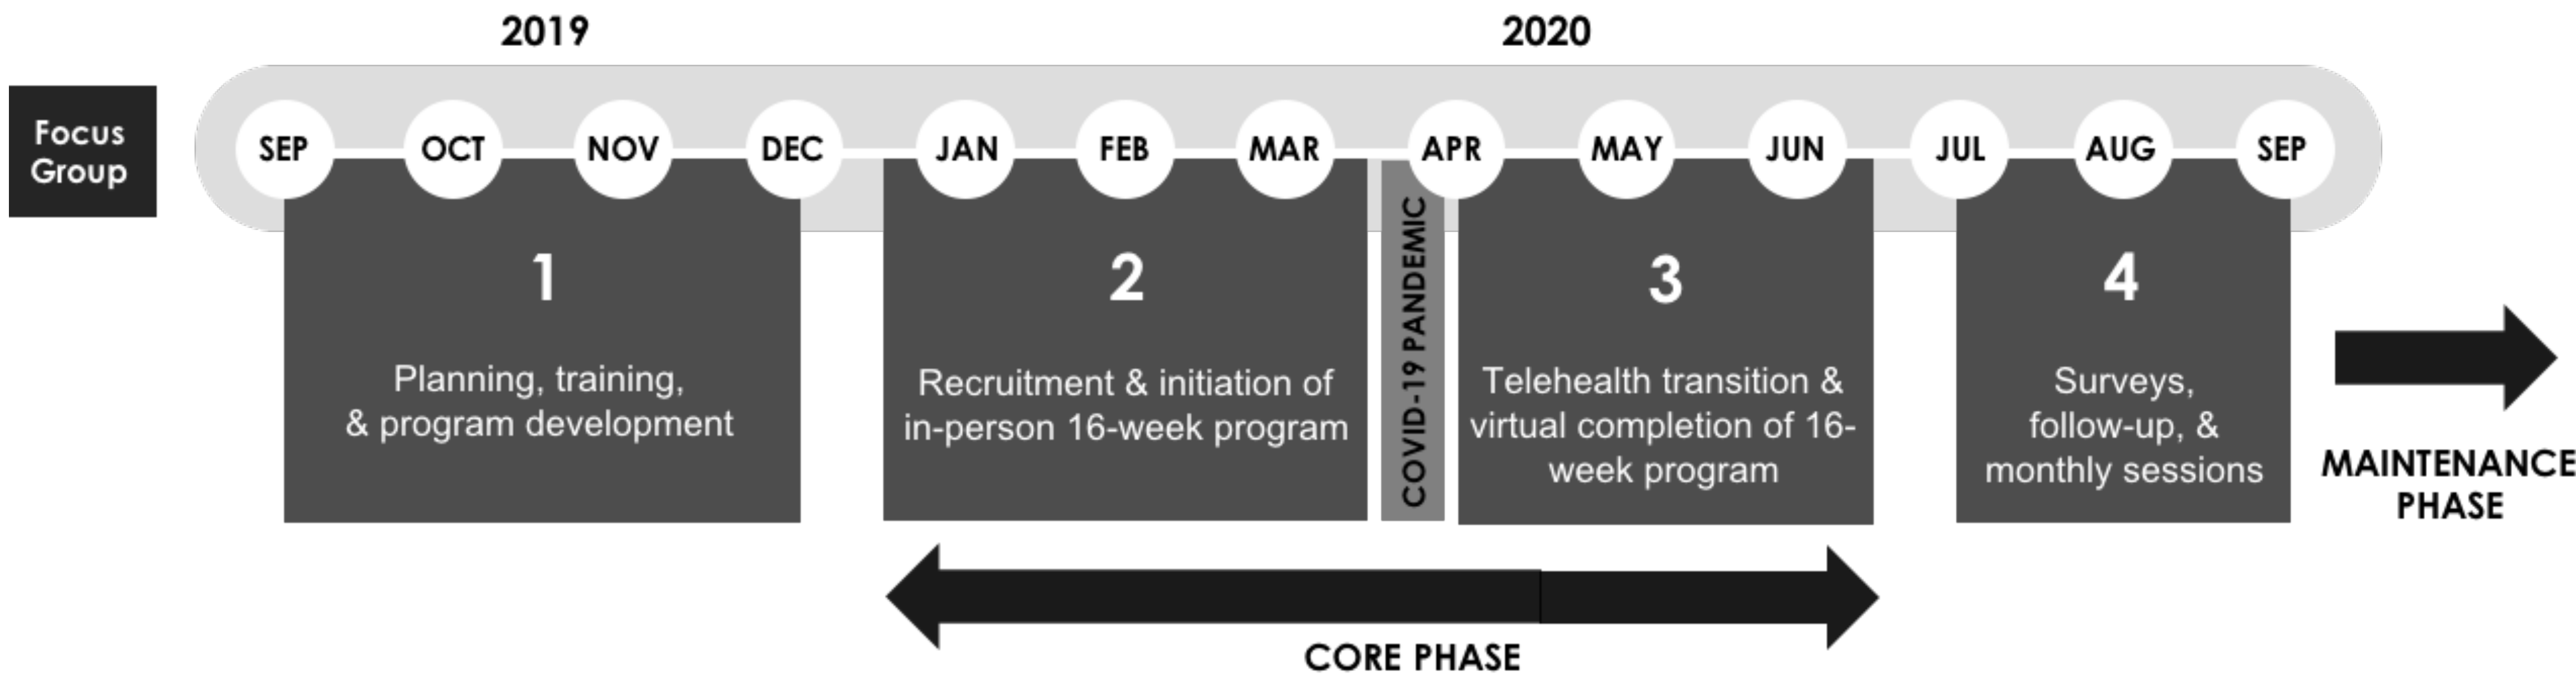 2019
2020
Focus
Group
SEP
OCT
NOV
DEC
JAN
FEB
MAR
APR
MAY
JUN
JUL
AUG
SEP
1
Planning, training,
& program development
2
Recruitment & initiation of
in-person 16-week program
COVID-19 PANDEMIC
3
Telehealth transition &
virtual completion of 16-
week program
4
Surveys,
follow-up, &
monthly sessions
MAINTENANCE
PHASE
CORE PHASE